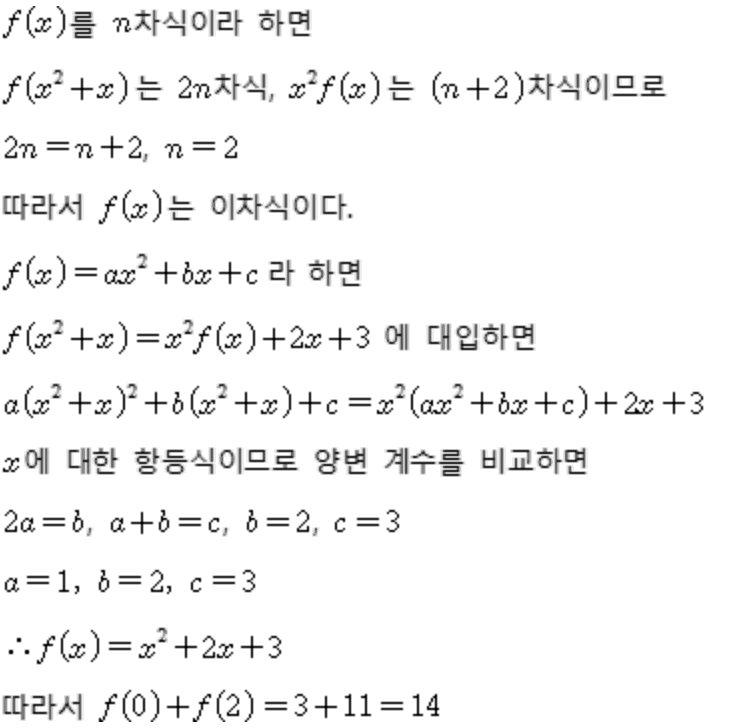 f(x)를 n차식이라 하면
f(x²+x)는 2n차식, x²f(x)는 (n+2)차식이므로
2n=n+2, n=2
따라서 f(x)는 이차식이다.
f(x)=ax²+bx+c 라 하면
f(x²+x)=x²f(x)+2x+3 에 대입하면
a(x²+x)²+b(x²+x)+c=x²(ax²+bx+c)+2x+3
x에 대한 항등식이므로 양변 계수를 비교하면
2a=b, a+b=c, b=2, c=3
a=1, b=2, c=3
∴f(x)=x²+2x+3
따라서 f(0)+f(2)=3+11=14